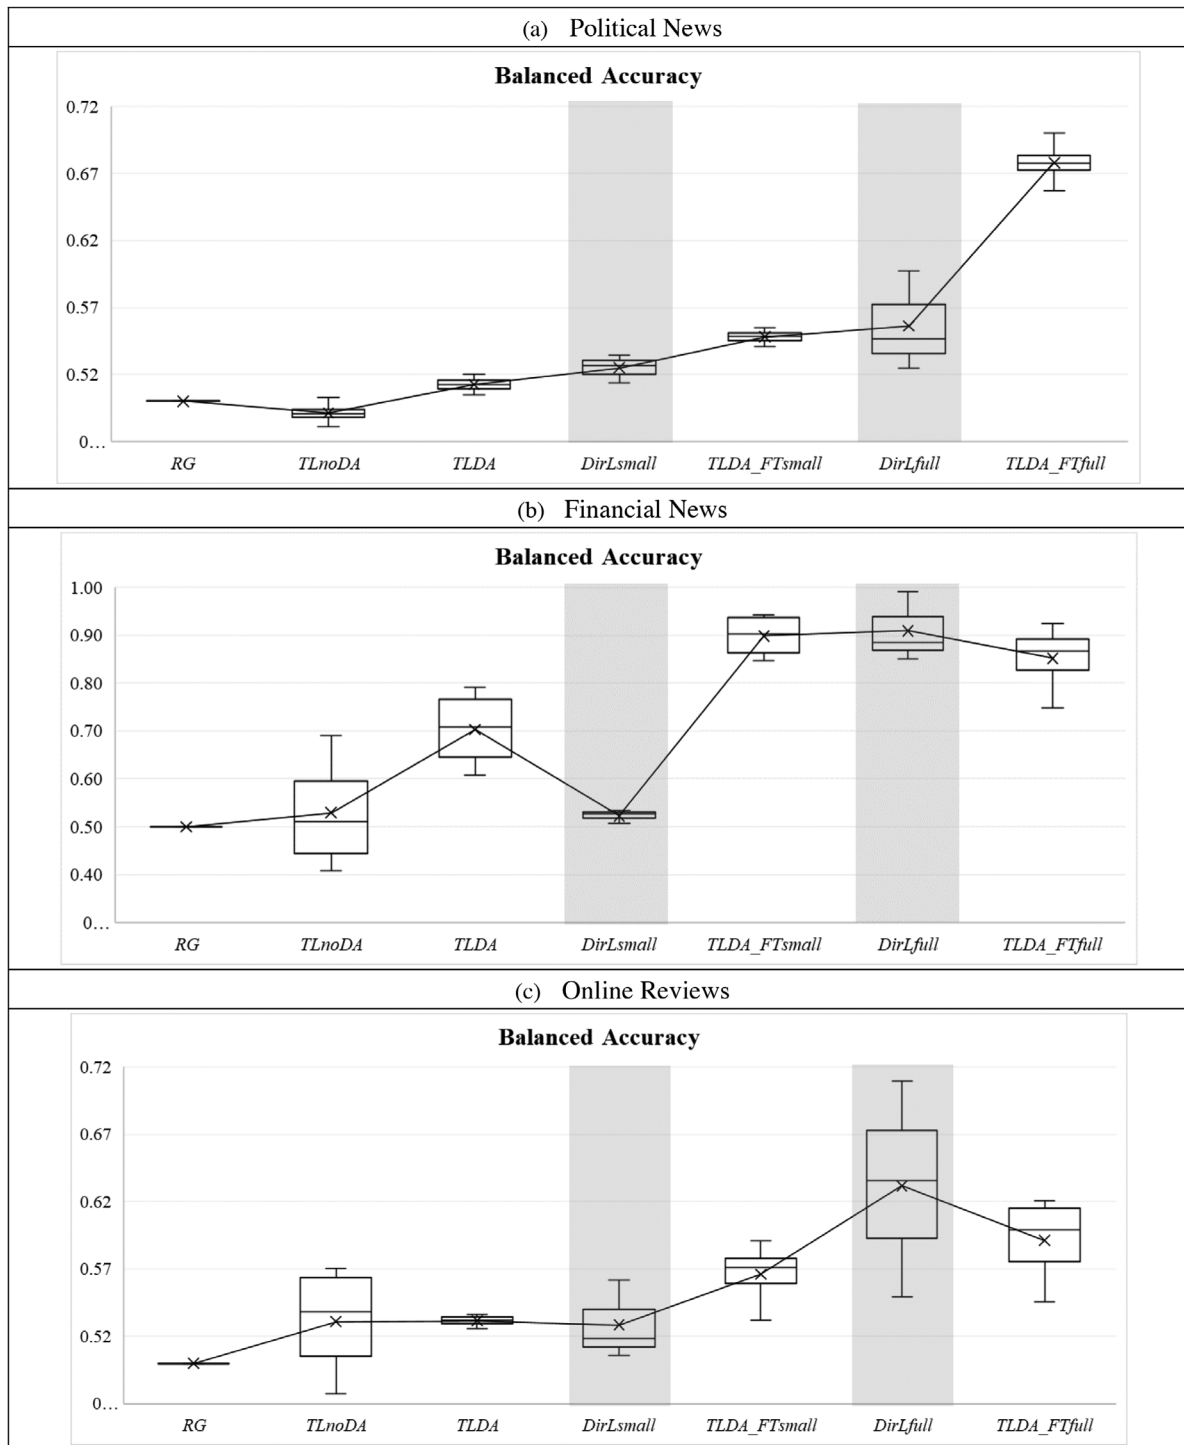 (a) Political News
Balanced Accuracy
0.72
0.67
0.62
0.57
0.52
0...
RG TLnoDA TLDA DirLsmall TLDA_FTsmall DirLfull TLDA_FTfull
(b) Financial News
Balanced Accuracy
1.00
0.90
0.80
0.70
0.60
0.50
0.40
0...
RG TLnoDA TLDA DirLsmall TLDA_FTsmall DirLfull TLDA_FTfull
(c) Online Reviews
Balanced Accuracy
0.72
0.67
0.62
0.57
0.52
0...
RG TLnoDA TLDA DirLsmall TLDA_FTsmall DirLfull TLDA_FTfull